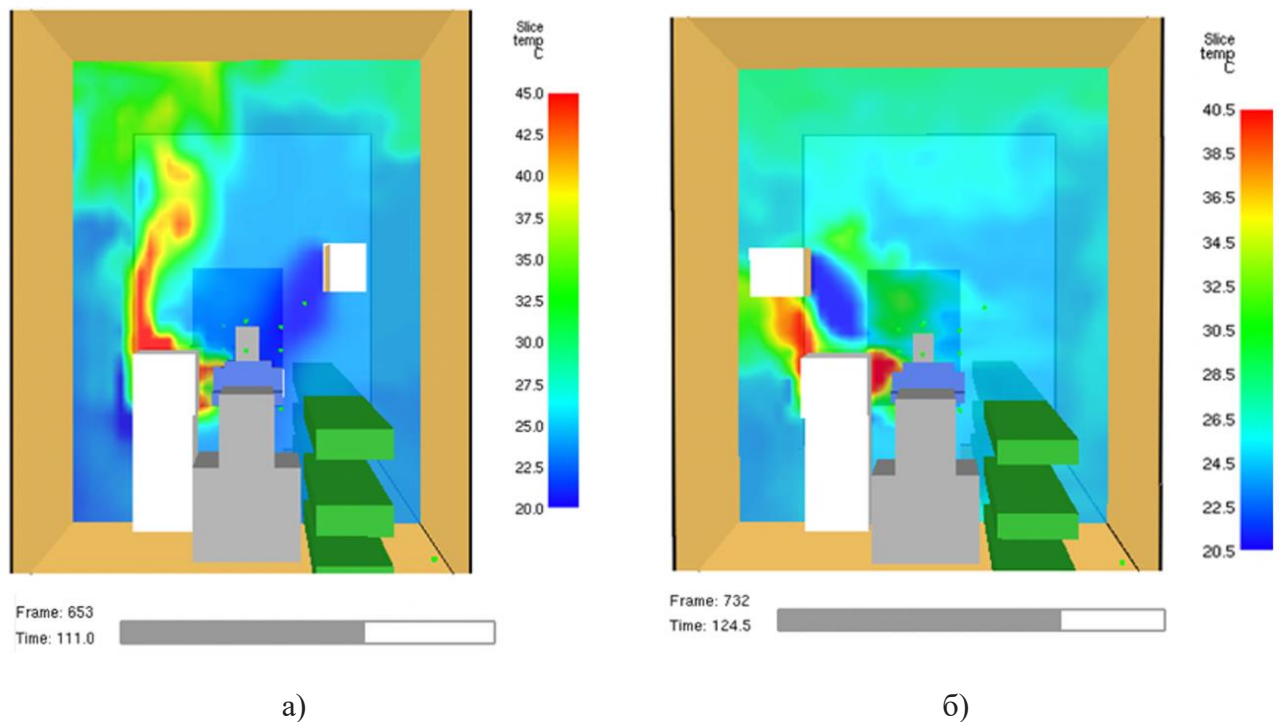 Slice
temp
C
45.0
42.5
40.0
37.5
35.0
32.5
30.0
27.5
25.0
22.5
20.0
Frame: 653
Time: 111.0
а)
Slice
temp
C
40.5
38.5
36.5
34.5
32.5
30.5
28.5
26.5
24.5
22.5
20.5
Frame: 732
Time: 124.5
б)